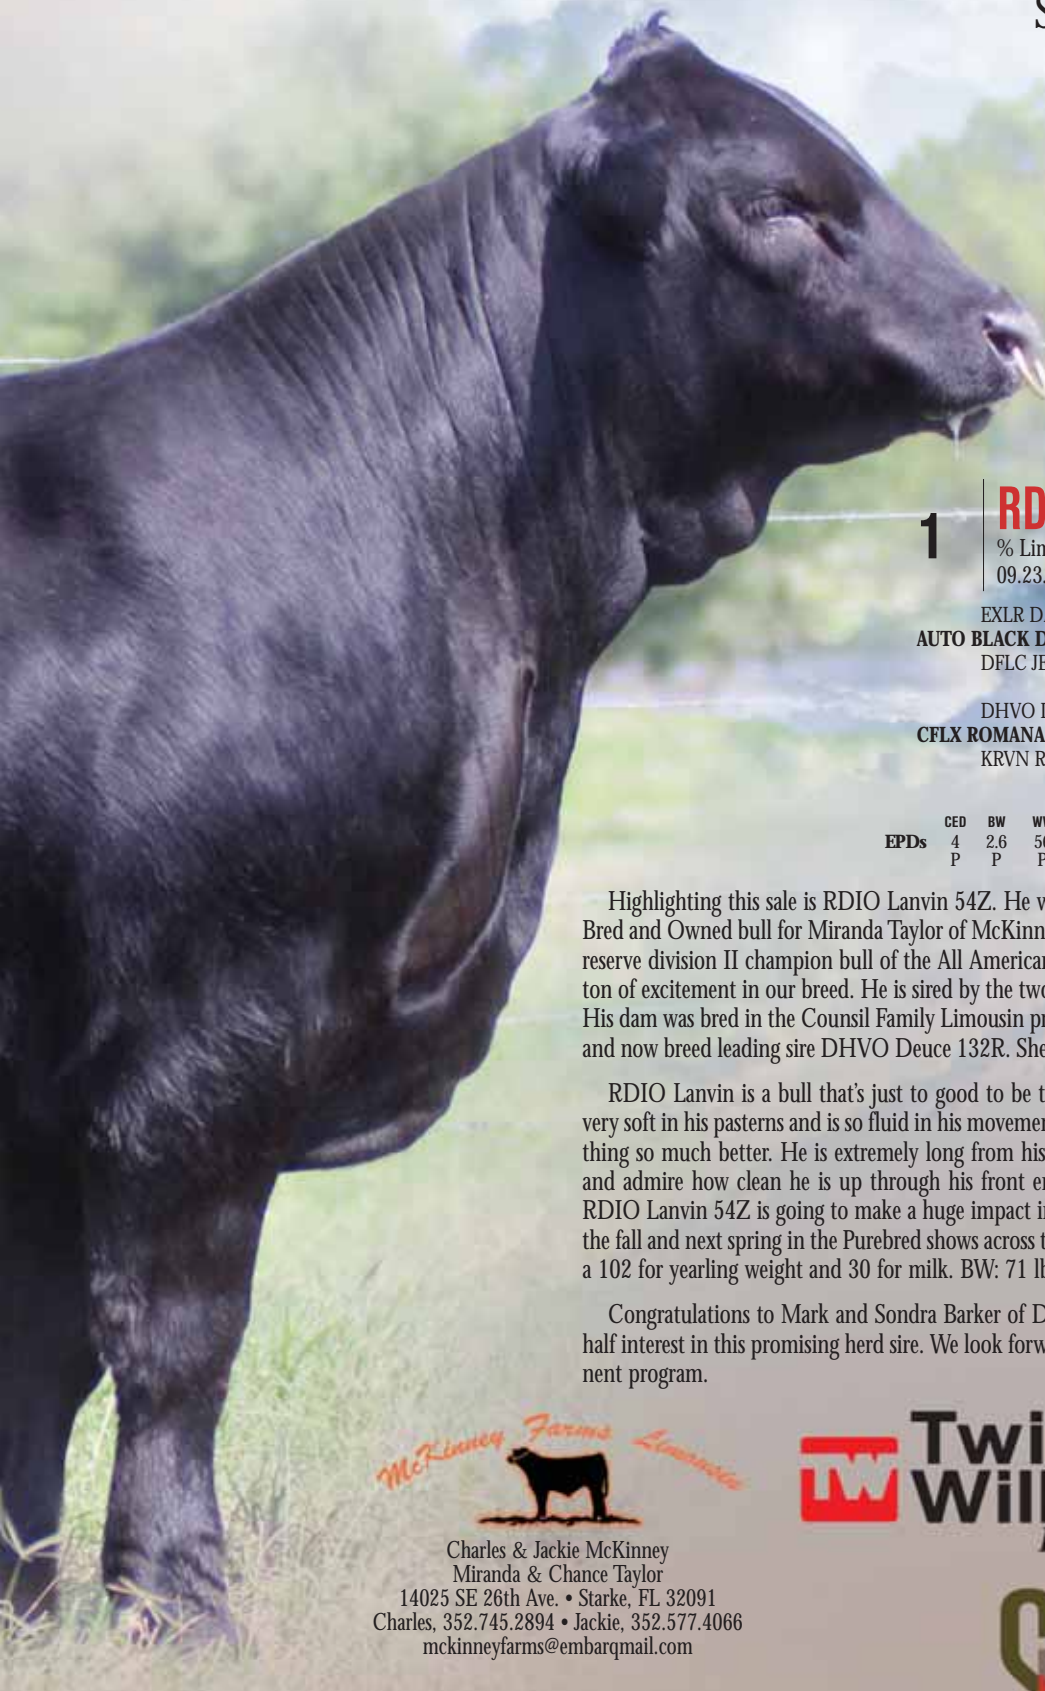 S
1
RD
% Lin
09.23.
EXLR D
AUTO BLACK D
DFLC JE
DHVO
CFLX ROMANA
KRVN R
CED BW
EPDs 4 2.6
P P P
Highlighting this sale is RDIO Lanvin 54Z. He w
Bred and Owned bull for Miranda Taylor of McKinn
reserve division II champion bull of the All American
ton of excitement in our breed. He is sired by the two
His dam was bred in the Counsil Family Limousin pr
and now breed leading sire DHVO Deuce 132R. She
RDIO Lanvin is a bull that's just to good to be t
very soft in his pasterns and is so fluid in his movemen
thing so much better. He is extremely long from his
and admire how clean he is up through his front e
RDIO Lanvin 54Z is going to make a huge impact i
the fall and next spring in the Purebred shows across t
a 102 for yearling weight and 30 for milk. BW: 71 lb
Congratulations to Mark and Sondra Barker of D
half interest in this promising herd sire. We look forw
nent program.
McKinney Farms Limousin
TW
Twi
Will
Charles & Jackie McKinney
Miranda & Chance Taylor
14025 SE 26th Ave. • Starke, FL 32091
Charles, 352.745.2894 • Jackie, 352.577.4066
mckinneyfarms@embarqmail.com